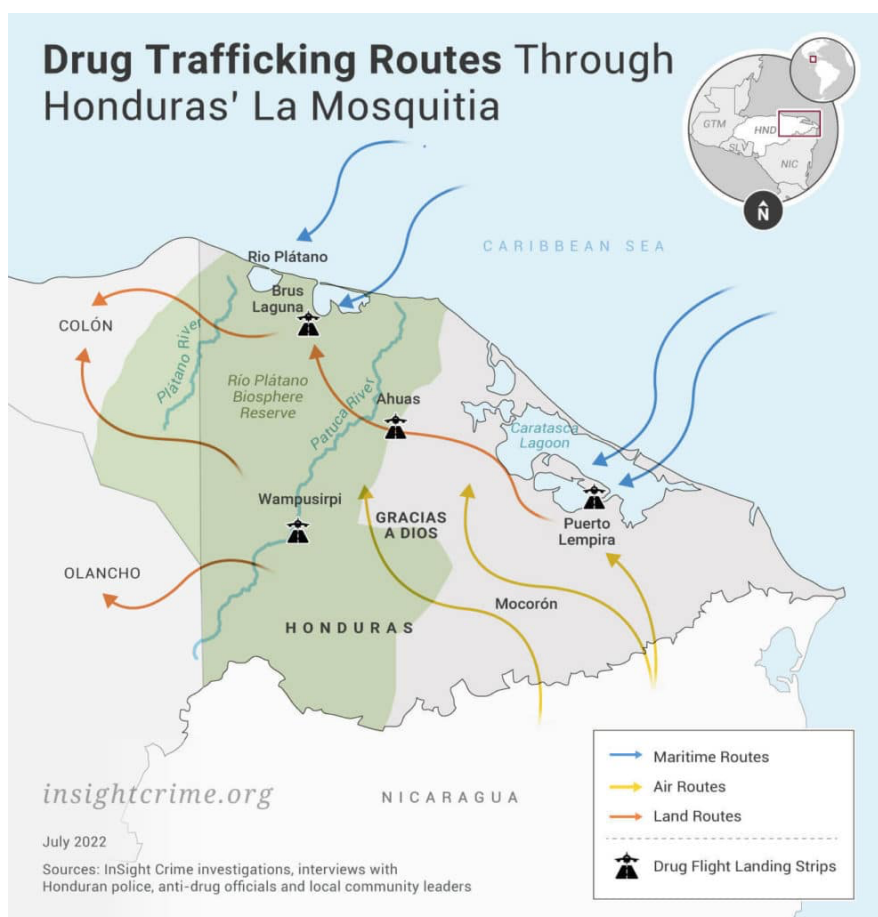 Drug Trafficking Routes Through
Honduras' La Mosquitia
GTM
HND
SLV
NIC
N
CARIBBEAN SEA
Rio Plátano
Brus
Laguna
COLÓN
Plátano River
Río Plátano
Biosphere
Reserve
Patuca River
Ahuas
Caratasca
Lagoon
Wampusirpi
GRACIAS
A DIOS
Puerto
Lempira
OLANCHO
Mocorón
HONDURAS
NICARAGUA
Maritime Routes
Air Routes
Land Routes
Drug Flight Landing Strips
insightcrime.org
July 2022
Sources: InSight Crime investigations, interviews with
Honduran police, anti-drug officials and local community leaders